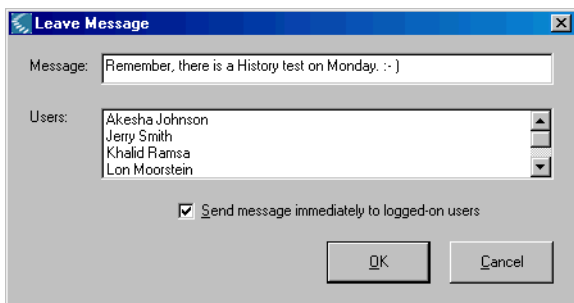 Leave Message
Message: Remember, there is a History test on Monday. :- )
Users:
Akesha Johnson
Jerry Smith
Khalid Ramsa
Lon Moorstein
Send message immediately to logged-on users
OK Cancel